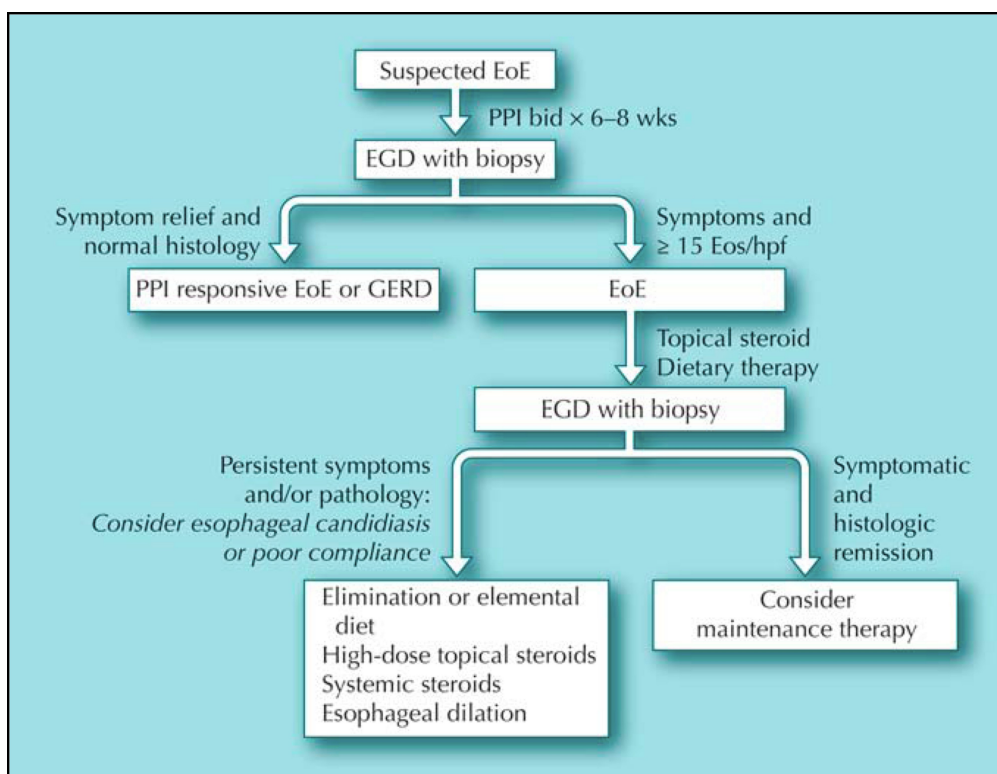 Suspected EoE
PPI bid × 6–8 wks
EGD with biopsy
Symptom relief and
normal histology
Symptoms and
≥ 15 Eos/hpf
PPI responsive EoE or GERD
EoE
Topical steroid
Dietary therapy
EGD with biopsy
Persistent symptoms
and/or pathology:
Consider esophageal candidiasis
or poor compliance
Symptomatic
and
histologic
remission
Elimination or elemental
diet
High-dose topical steroids
Systemic steroids
Esophageal dilation
Consider
maintenance therapy